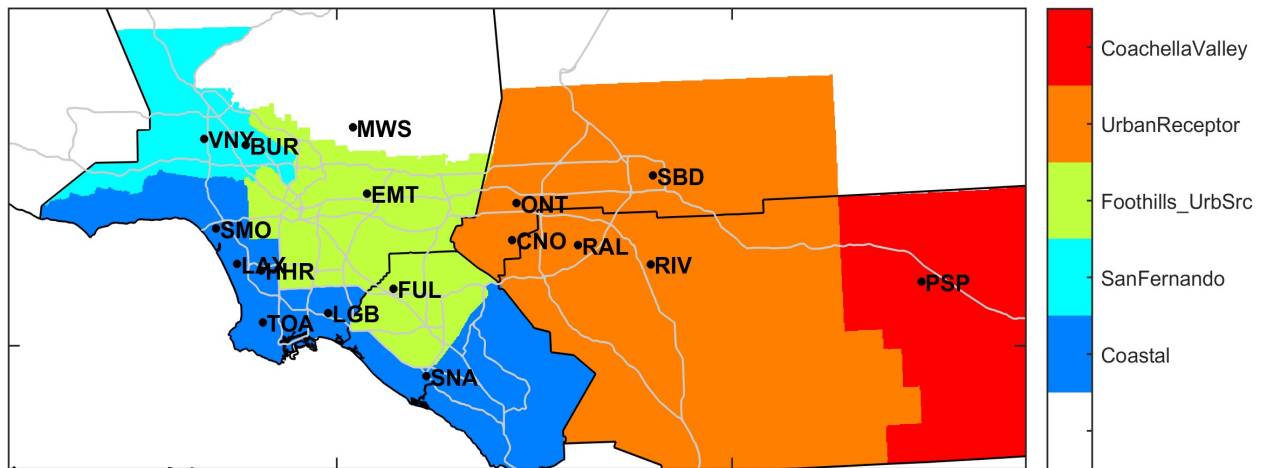 MWS
VNY
BUR
EMT
SBD
ONT
SMO
CNO
RAL
LAX
HHR
RIV
FUL
PSP
LGB
TOA
SNA
CoachellaValley
UrbanReceptor
Foothills_UrbSrc
SanFernando
Coastal